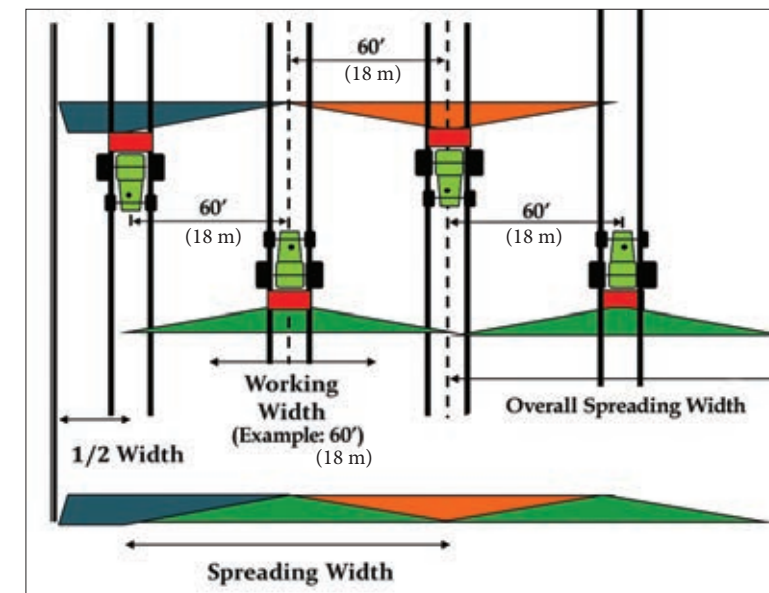 60'
(18 m)
60'
(18 m)
60'
(18 m)
Working
Width
(Example: 60')
(18 m)
Overall Spreading Width
1/2 Width
Spreading Width